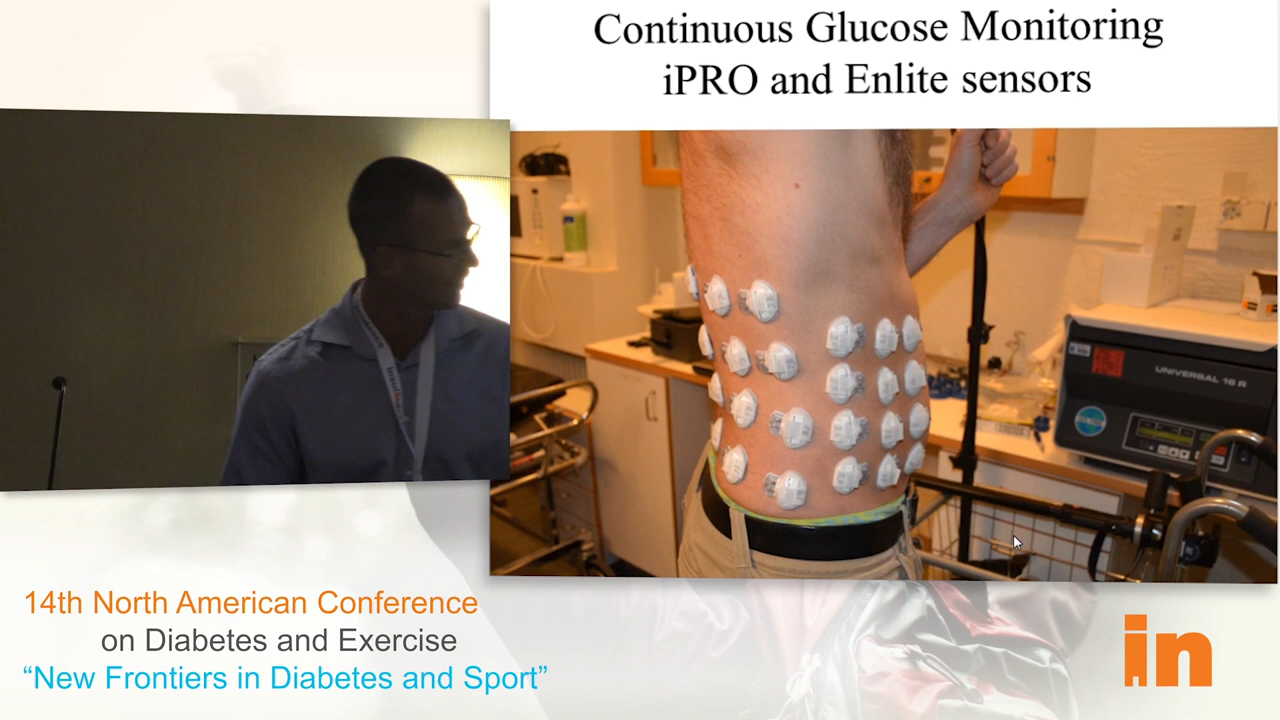 Continuous Glucose Monitoring
iPRO and Enlite sensors
UNIVERSAL 16 R
14th North American Conference
on Diabetes and Exercise
“New Frontiers in Diabetes and Sport”
in